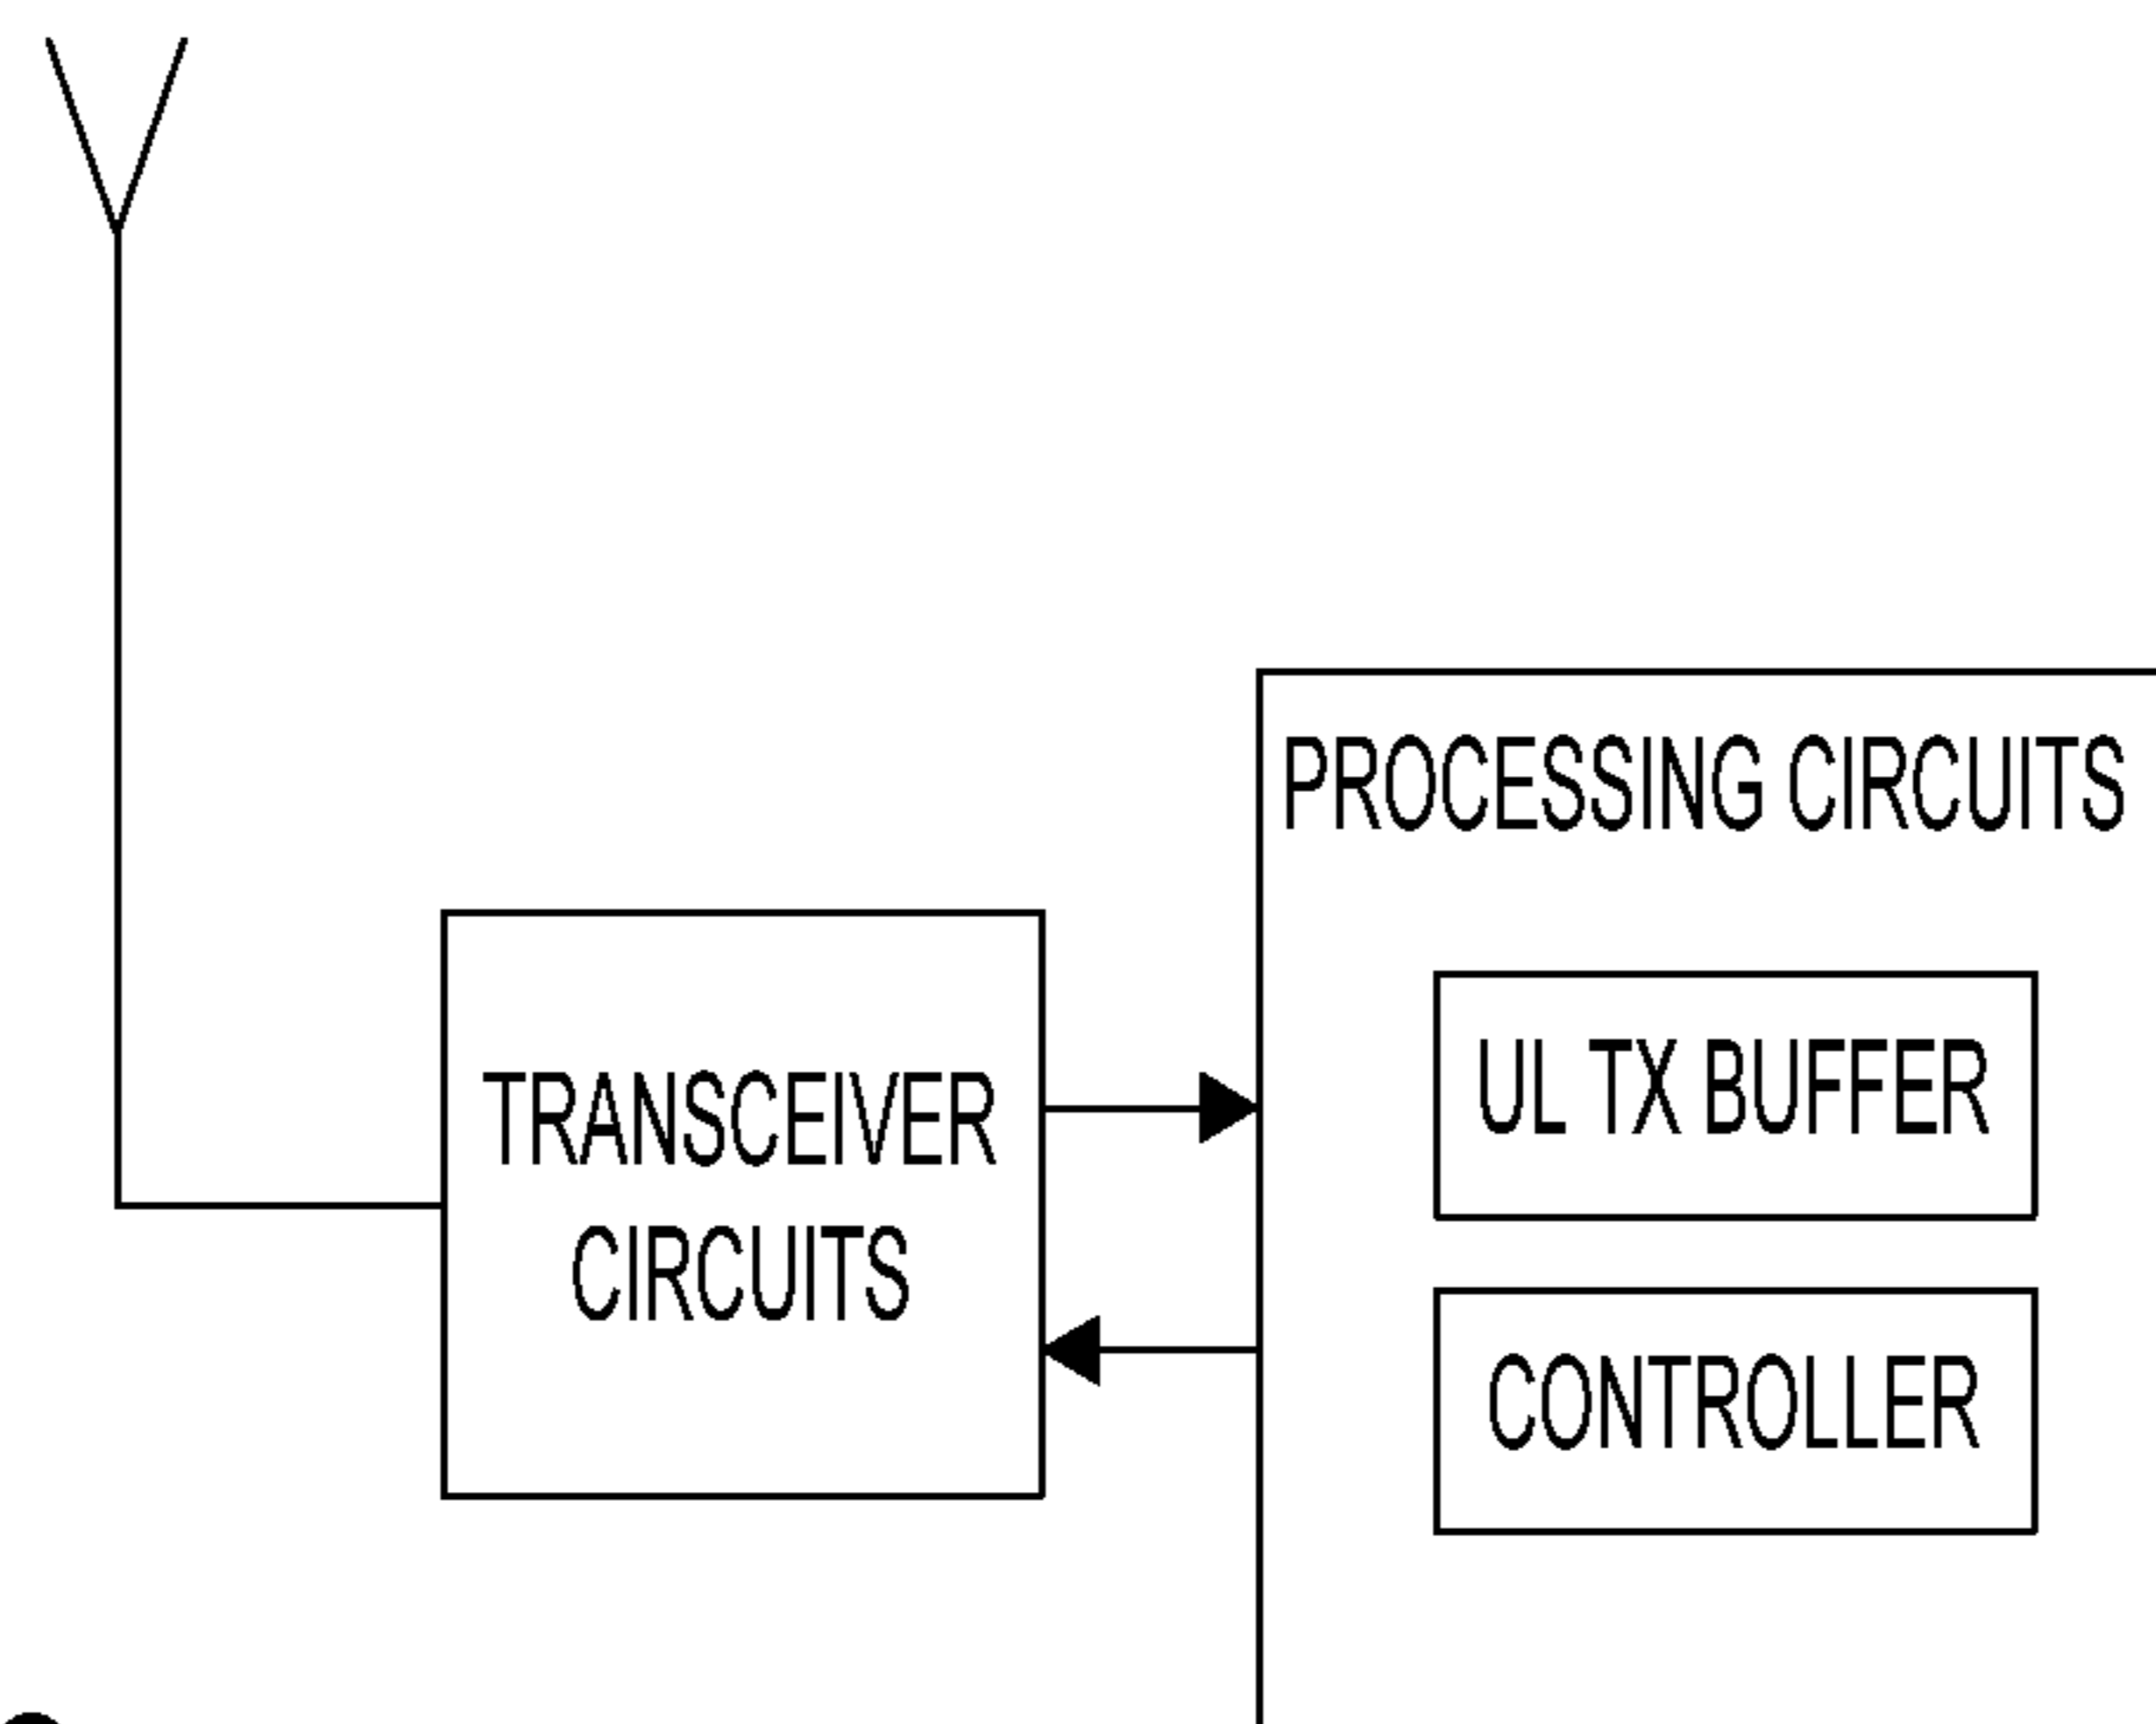 PROCESSING CIRCUITS
TRANSCEIVER
CIRCUITS
UL TX BUFFER
CONTROLLER